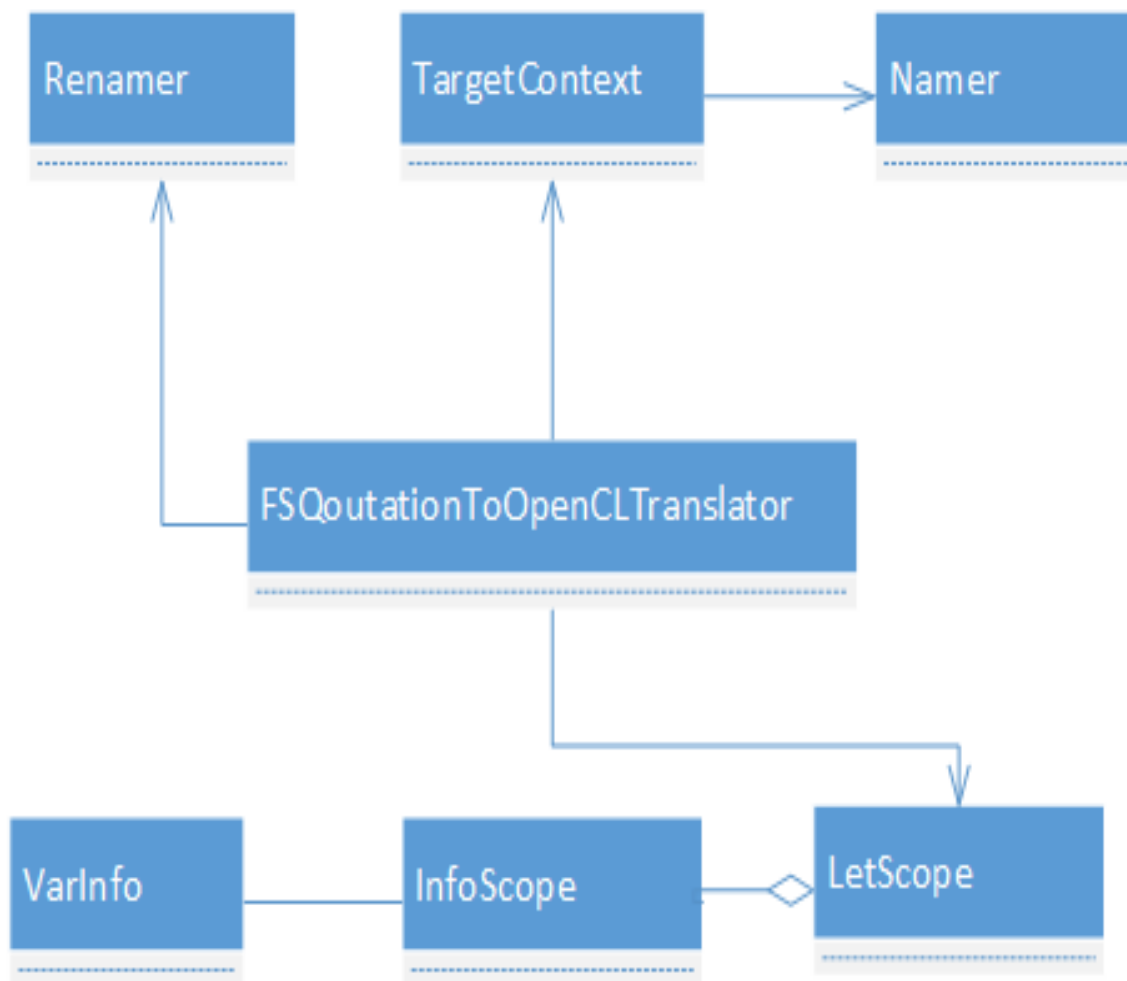 Renamer
TargetContext
Namer
FSQoutationToOpenCLTranslator
VarInfo
InfoScope
LetScope